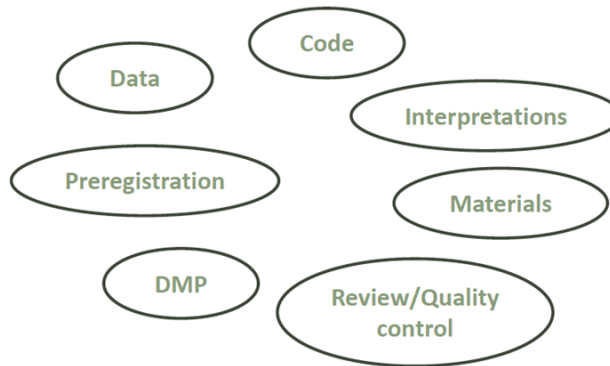 Code
Data
Interpretations
Preregistration
Materials
DMP
Review/Quality
control